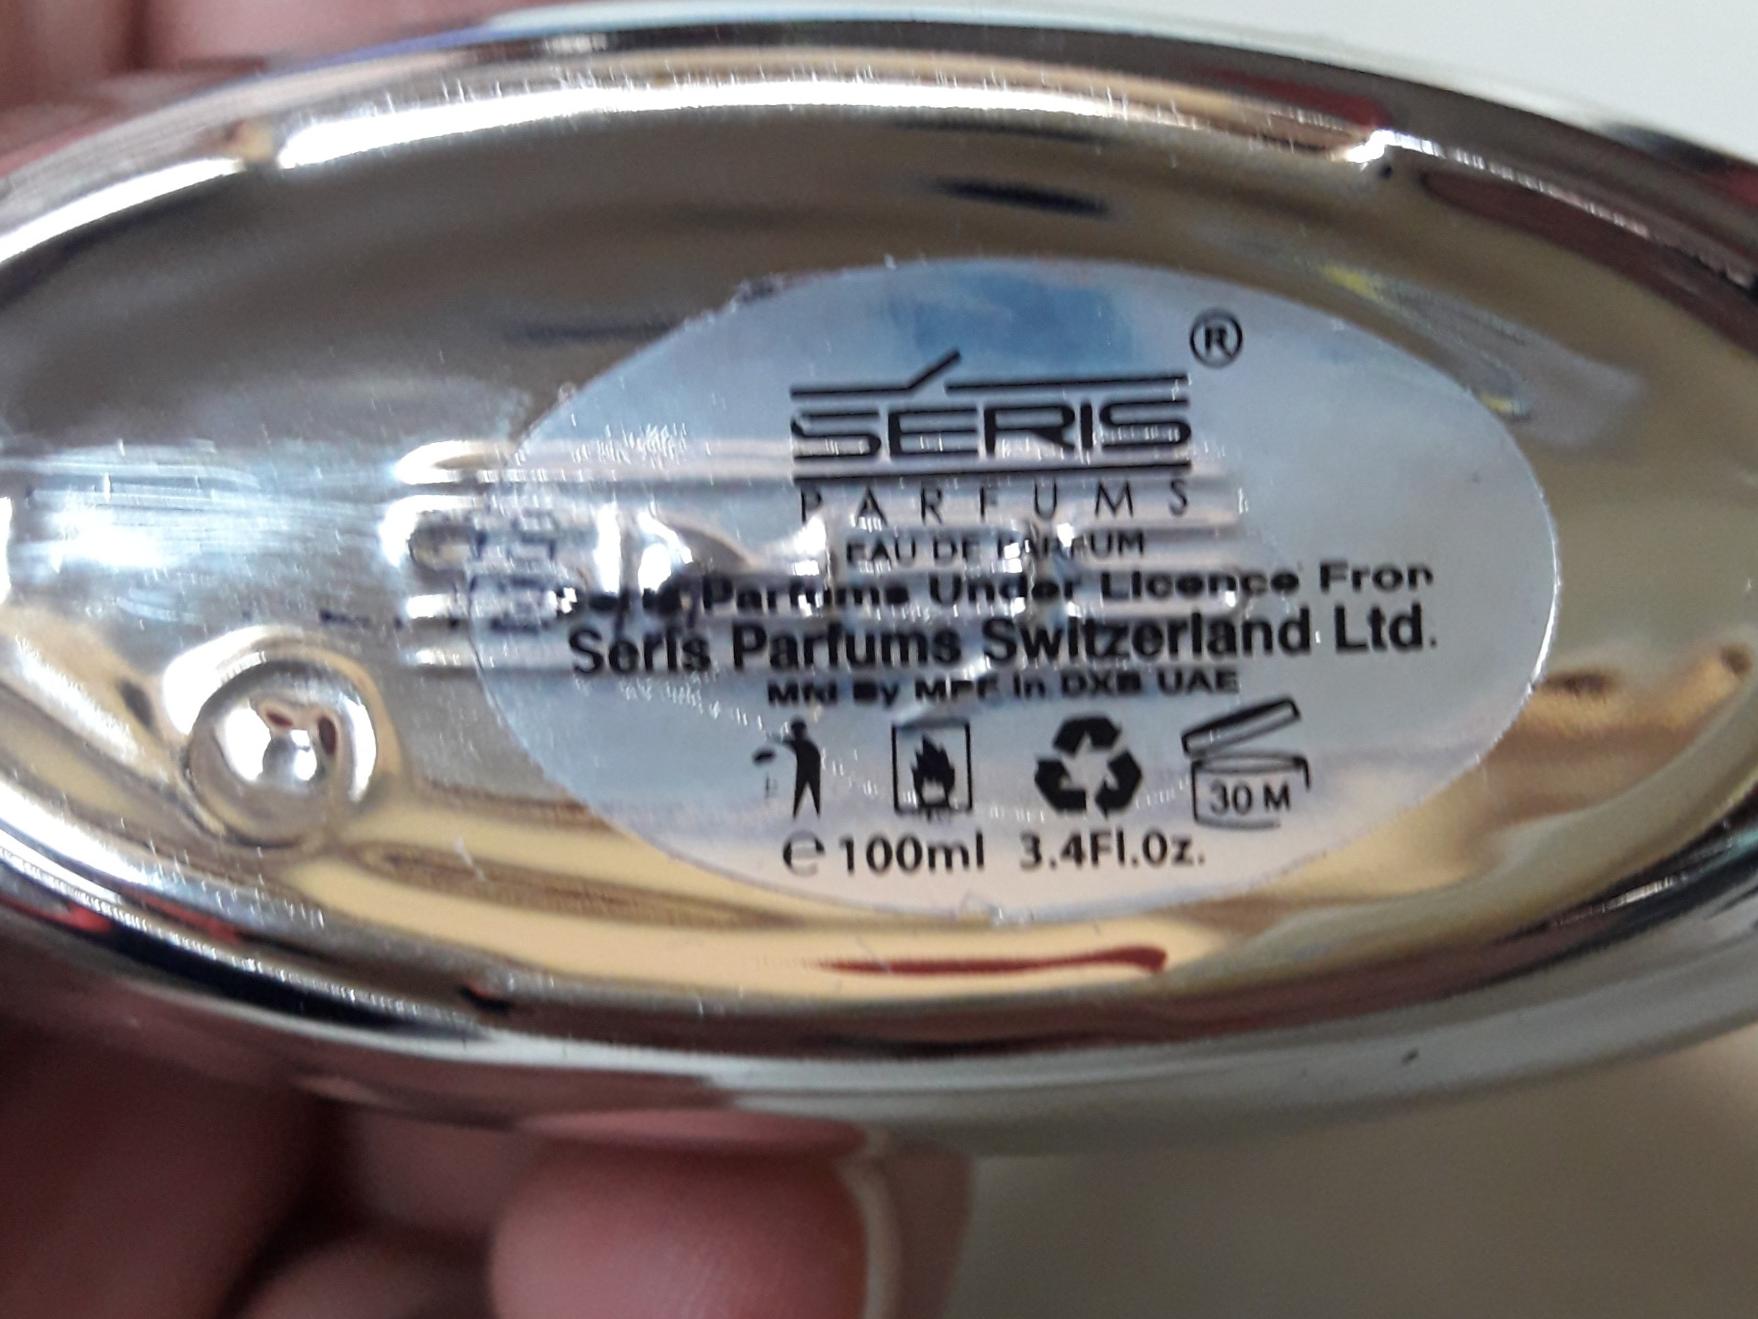 SÉRIS ®
PARFUMS
EAU DE PARFUM
Parfums Under Licence From
Seris Parfums Switzerland Ltd.
Mfd By MPF in DXB UAE
30 M
e 100ml 3.4Fl.Oz.